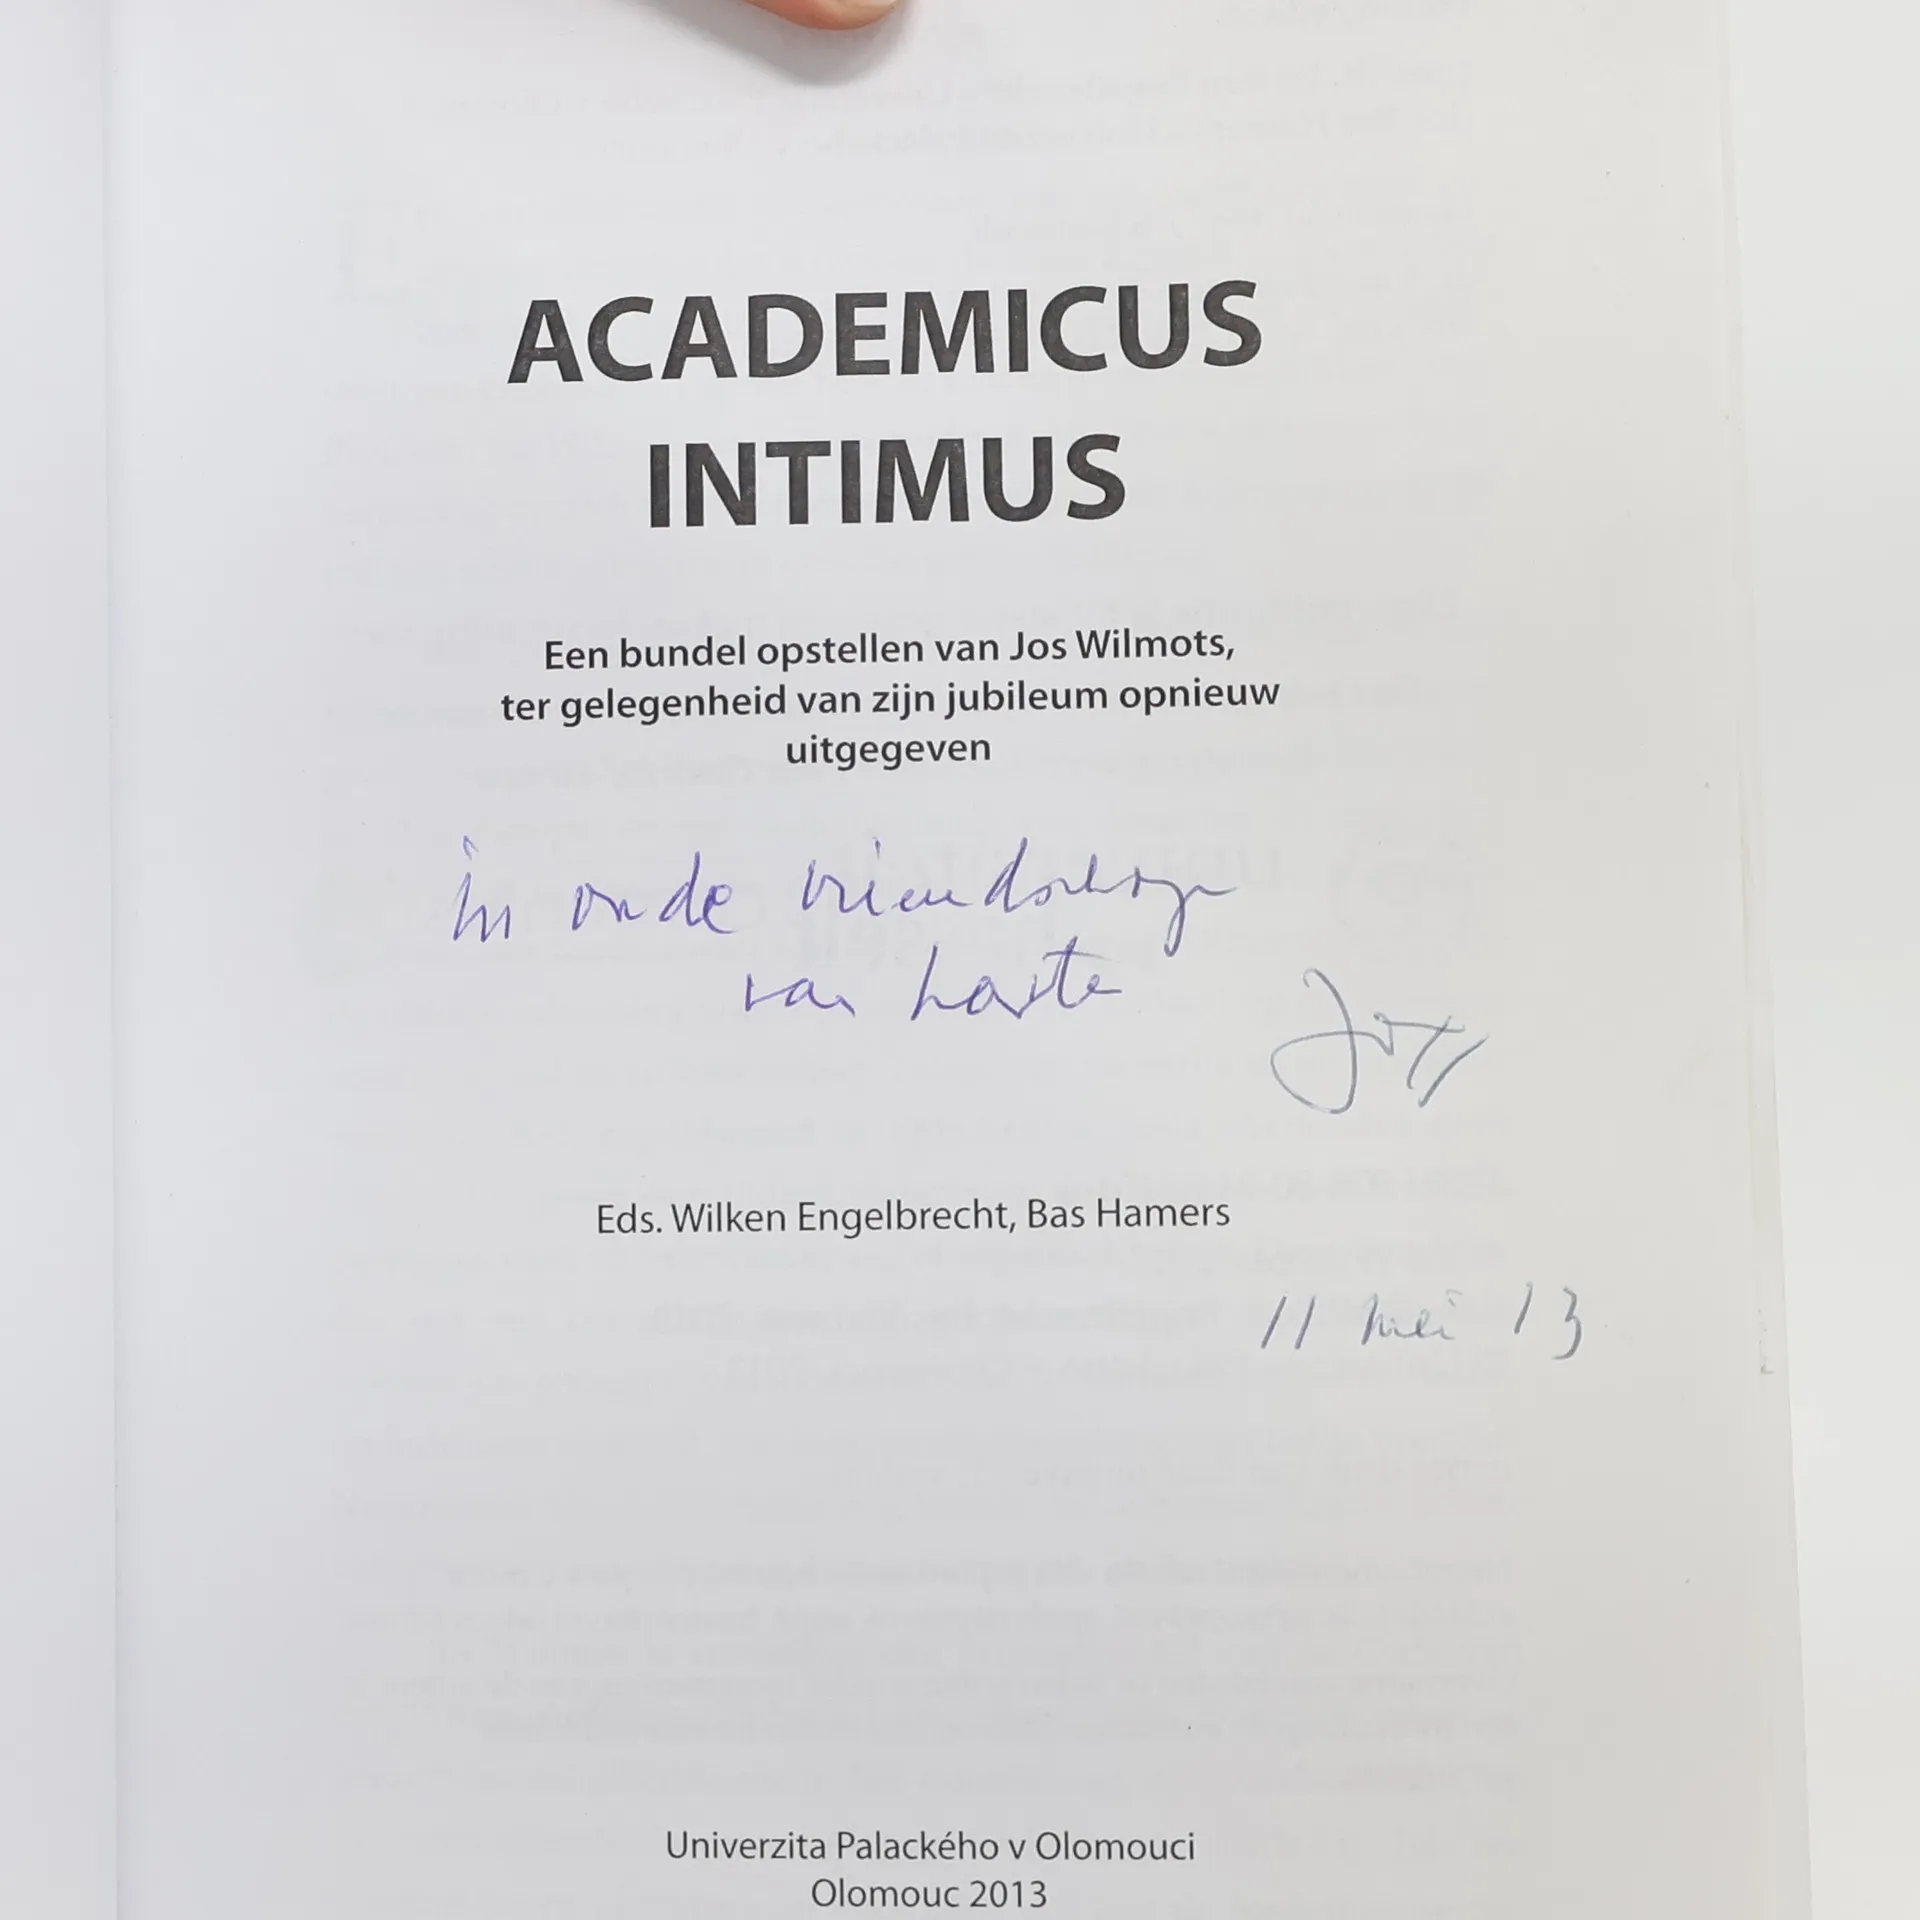 ACADEMICUS
INTIMUS
Een bundel opstellen van Jos Wilmots,
ter gelegenheid van zijn jubileum opnieuw
uitgegeven
in oude vriendschap
van harte
Jos
Eds. Wilken Engelbrecht, Bas Hamers
11 mei 13
Univerzita Palackého v Olomouci
Olomouc 2013